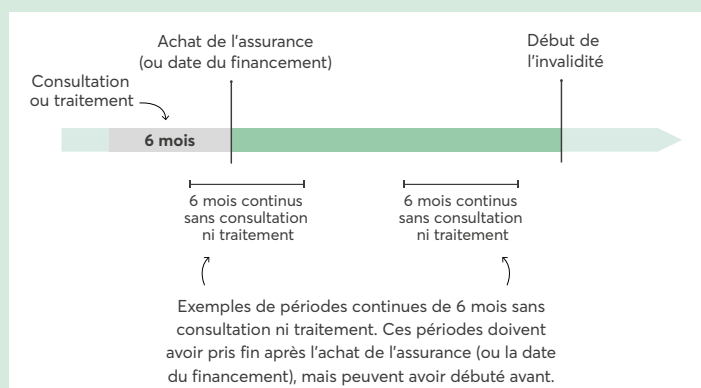 Achat de l'assurance
(ou date du financement)
Début de
l'invalidité
Consultation
ou traitement
6 mois
6 mois continus
sans consultation
ni traitement
6 mois continus
sans consultation
ni traitement
Exemples de périodes continues de 6 mois sans
consultation ni traitement. Ces périodes doivent
avoir pris fin après l'achat de l'assurance (ou la date
du financement), mais peuvent avoir débuté avant.